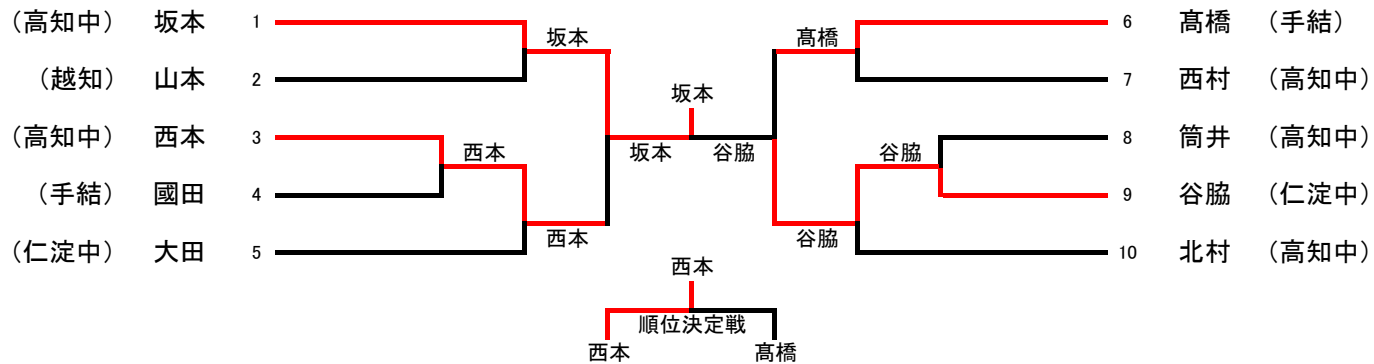 (高知中) 坂本 1
坂本
(越知) 山本 2
(高知中) 西本 3
西本
(手結) 國田 4
西本
(仁淀中) 大田 5
坂本
坂本
谷脇
髙橋
6 髙橋 (手結)
7 西村 (高知中)
谷脇
8 筒井 (高知中)
9 谷脇 (仁淀中)
谷脇
10 北村 (高知中)
西本
順位決定戦
西本
髙橋